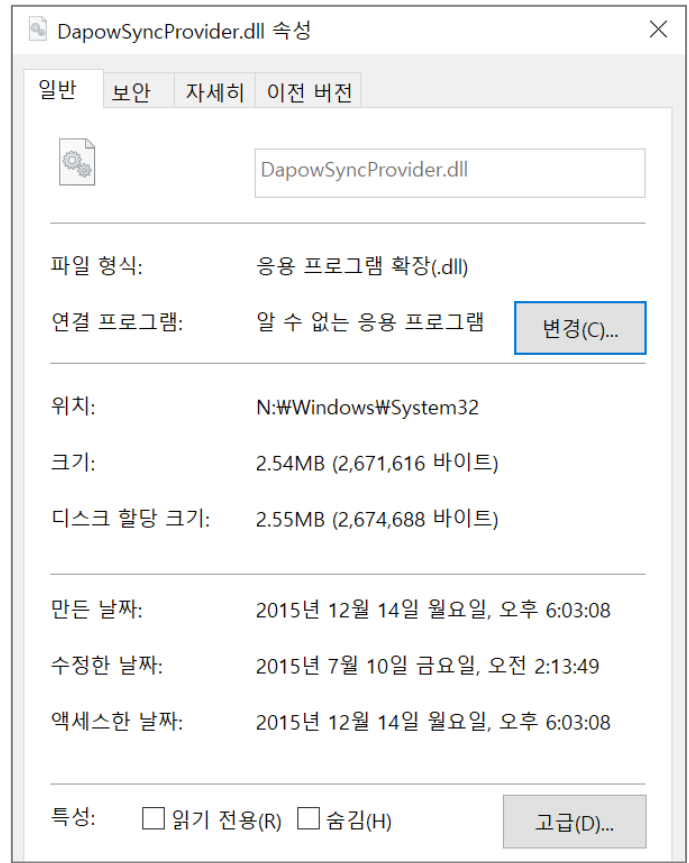 DapowSyncProvider.dll 속성
일반 보안 자세히 이전 버전
DapowSyncProvider.dll
파일 형식: 응용 프로그램 확장(.dll)
연결 프로그램: 알 수 없는 응용 프로그램 변경(C)...
위치: N:₩Windows₩System32
크기: 2.54MB (2,671,616 바이트)
디스크 할당 크기: 2.55MB (2,674,688 바이트)
만든 날짜: 2015년 12월 14일 월요일, 오후 6:03:08
수정한 날짜: 2015년 7월 10일 금요일, 오전 2:13:49
액세스한 날짜: 2015년 12월 14일 월요일, 오후 6:03:08
특성: 읽기 전용(R) 숨김(H) 고급(D)...